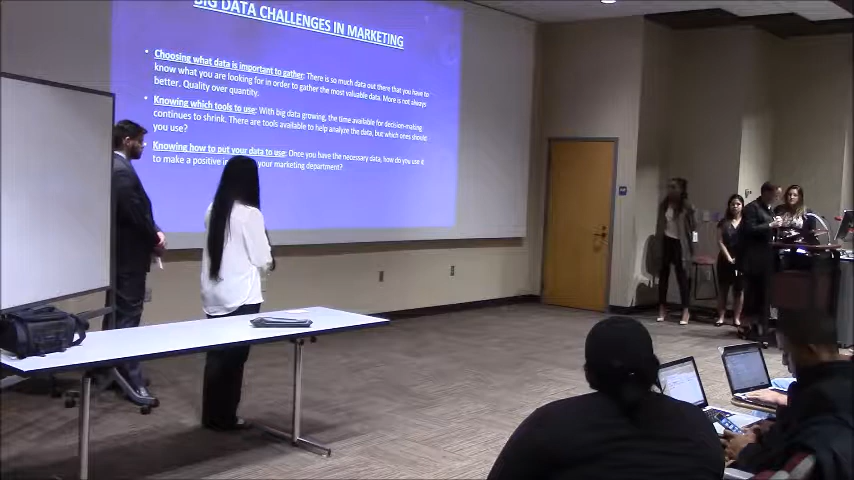 BIG DATA CHALLENGES IN MARKETING
• Choosing what data is important to gather: There is so much data out there that you have to
know what you are looking for in order to gather the most valuable data. More is not always
better. Quality over quantity.
• Knowing which tools to use: With big data growing, the time available for decision-making
continues to shrink. There are tools available to help analyze the data, but which ones should
you use?
Knowing how to put your data to use: Once you have the necessary data, how do you use it
to make a positive your marketing department?